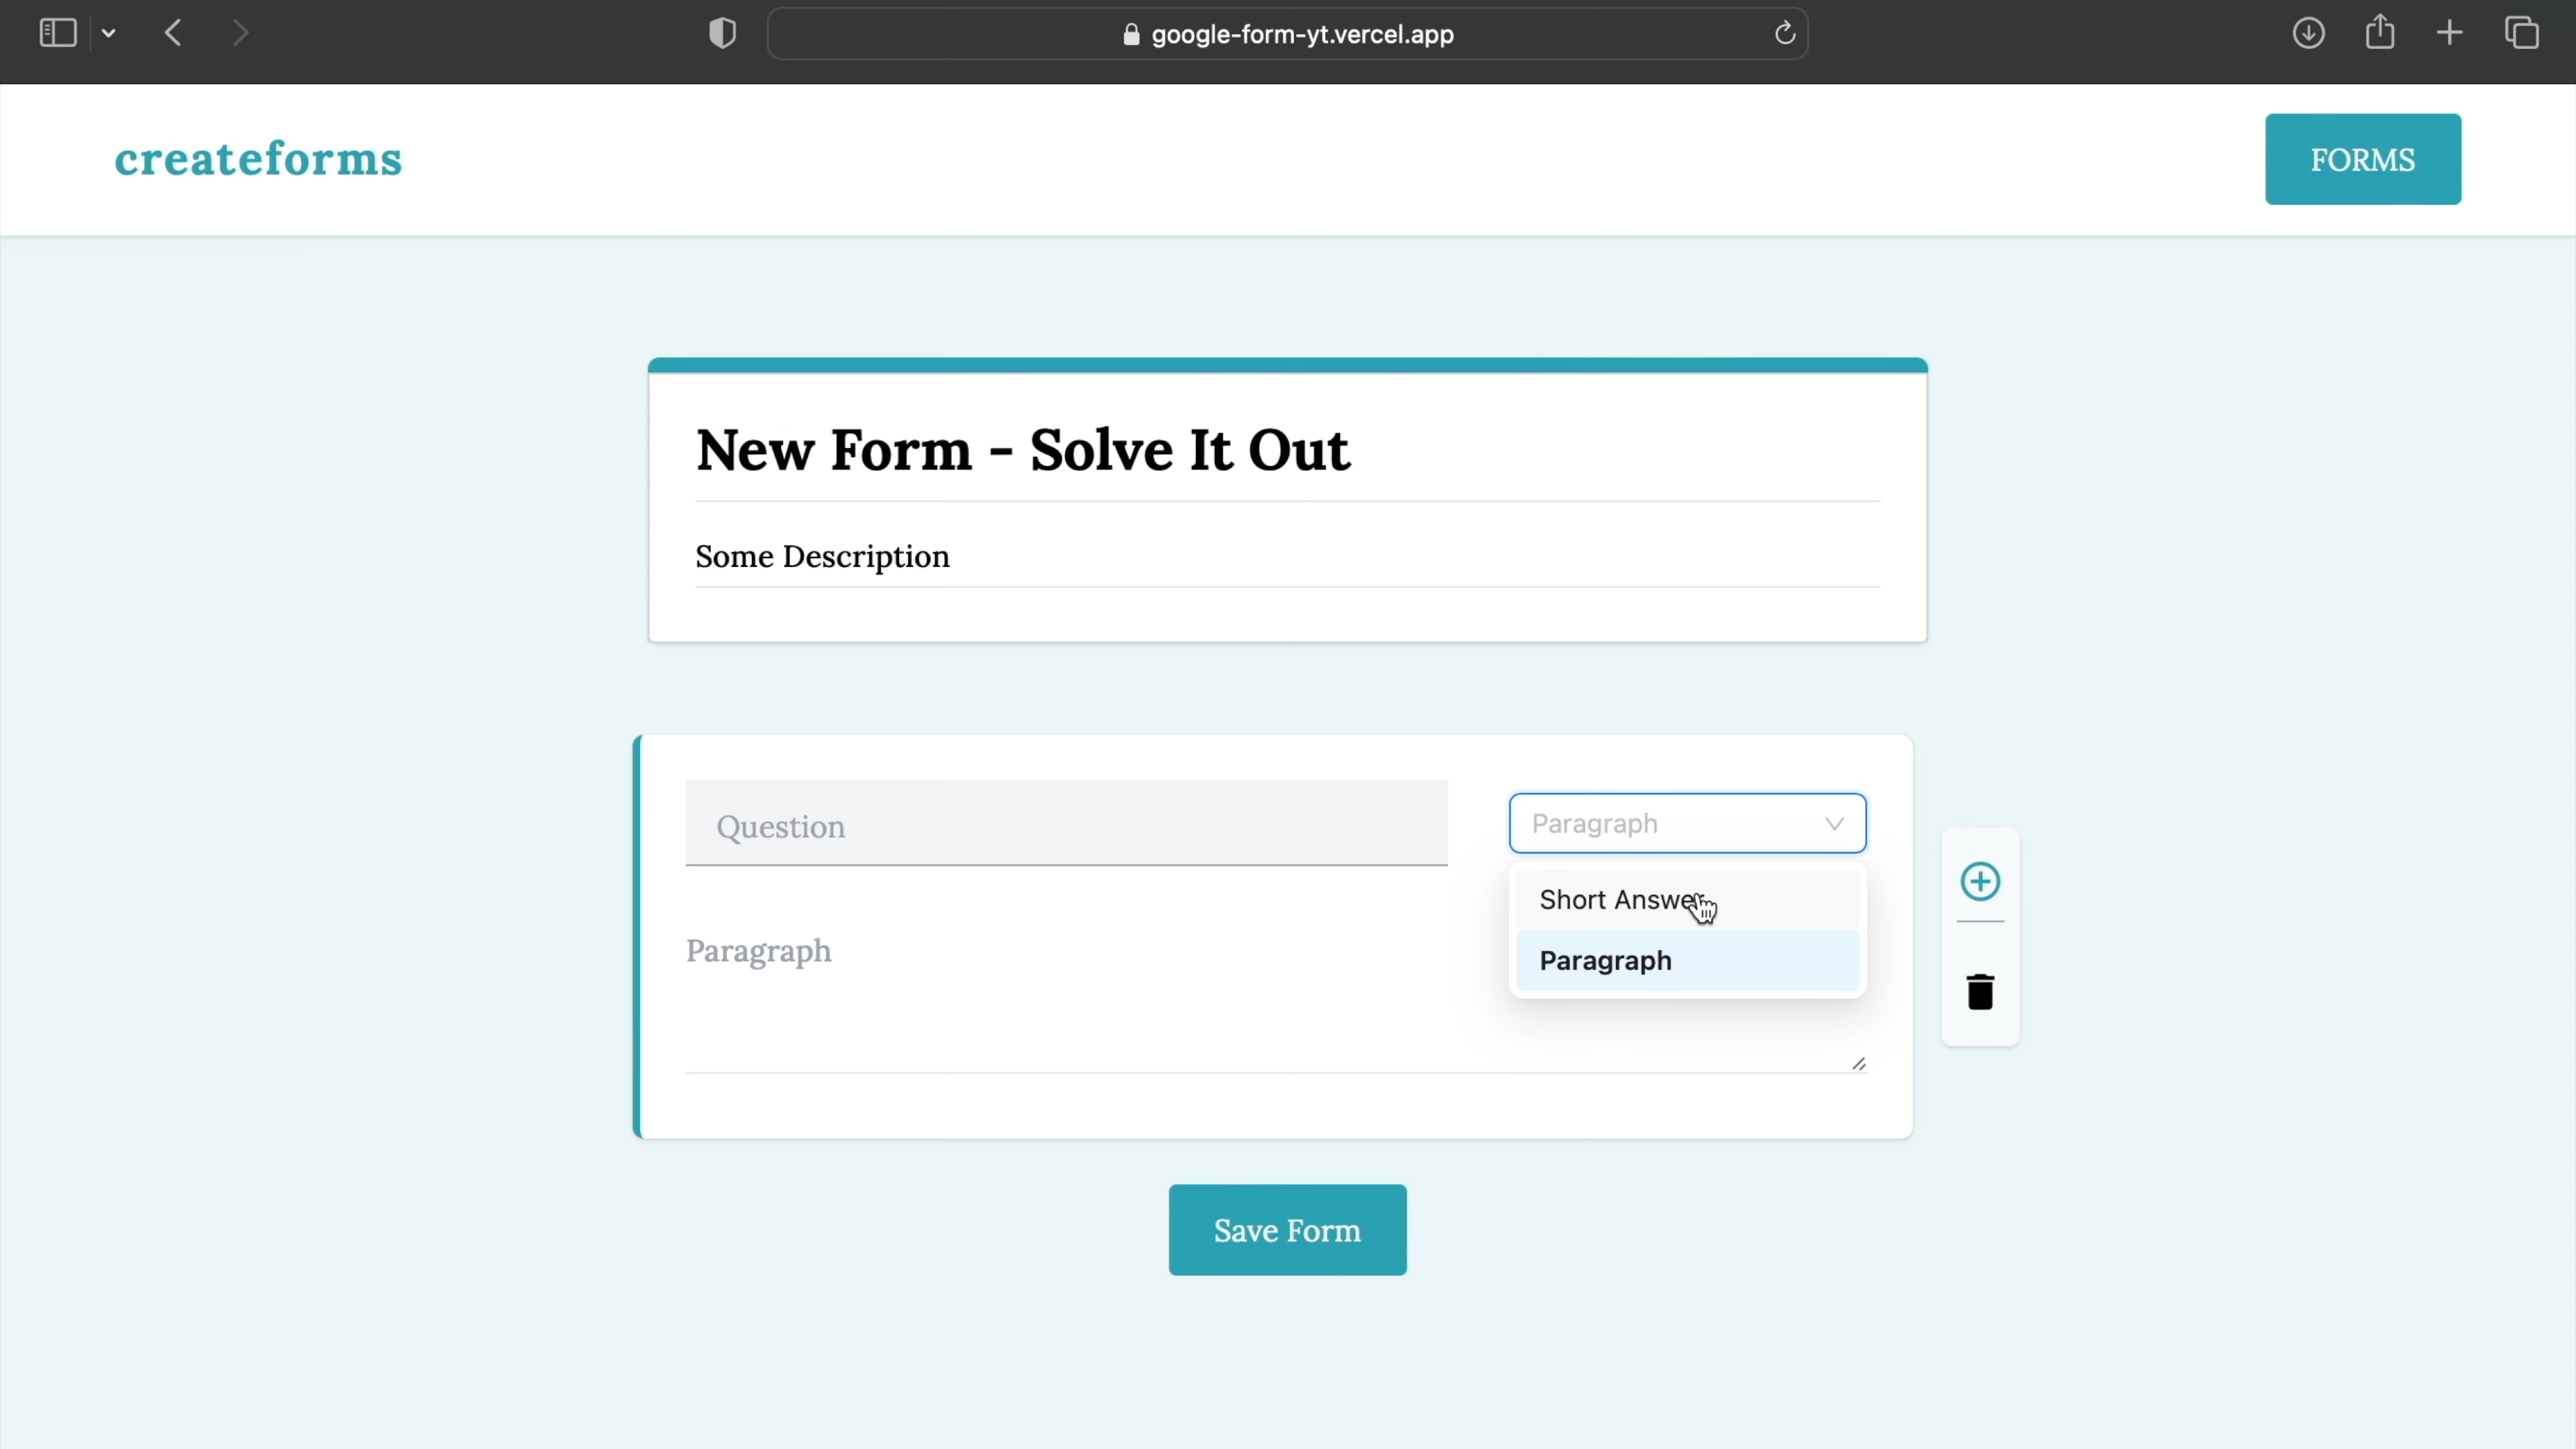 google-form-yt.vercel.app
createforms
FORMS
New Form - Solve It Out
Some Description
Question
Paragraph
Short Answer
Paragraph
Paragraph
Save Form